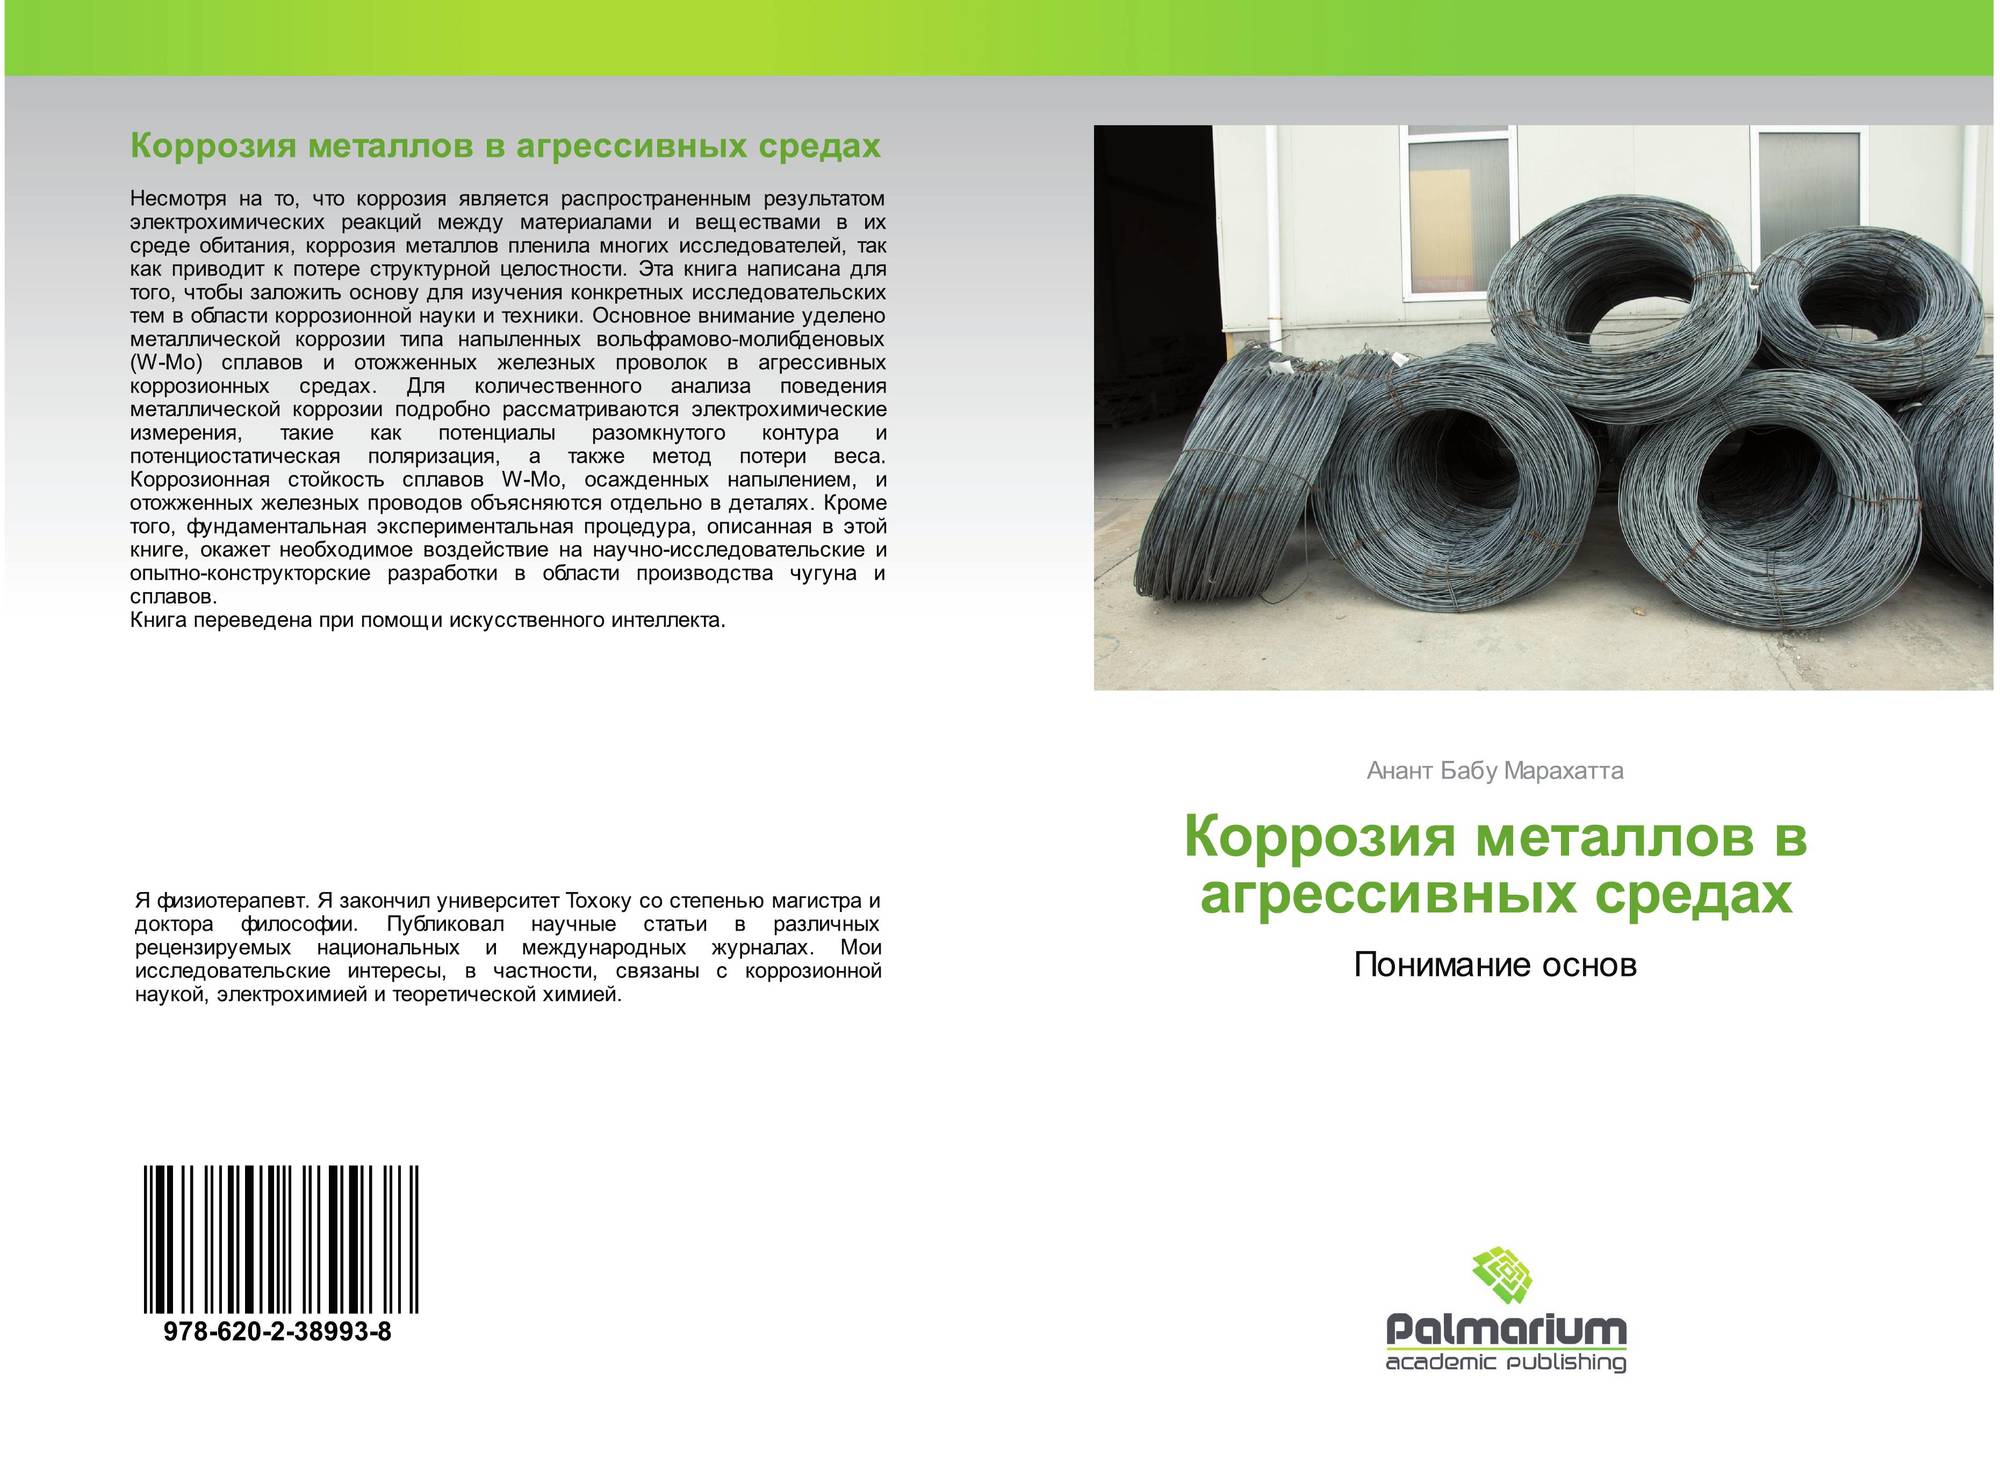 Коррозия металлов в агрессивных средах
Несмотря на то, что коррозия является распространенным результатом
электрохимических реакций между материалами и веществами в их
среде обитания, коррозия металлов пленила многих исследователей, так
как приводит к потере структурной целостности. Эта книга написана для
того, чтобы заложить основу для изучения конкретных исследовательских
тем в области коррозионной науки и техники. Основное внимание уделено
металлической коррозии типа напыленных вольфрамово-молибденовых
(W-Mo) сплавов и отожженных железных проволок в агрессивных
коррозионных средах. Для количественного анализа поведения
металлической коррозии подробно рассматриваются электрохимические
измерения, такие как потенциалы разомкнутого контура и
потенциостатическая поляризация, а также метод потери веса.
Коррозионная стойкость сплавов W-Mo, осажденных напылением, и
отожженных железных проводов объясняются отдельно в деталях. Кроме
того, фундаментальная экспериментальная процедура, описанная в этой
книге, окажет необходимое воздействие на научно-исследовательские и
опытно-конструкторские разработки в области производства чугуна и
сплавов.
Книга переведена при помощи искусственного интеллекта.
Я физиотерапевт. Я закончил университет Тохоку со степенью магистра и
доктора философии. Публиковал научные статьи в различных
рецензируемых национальных и международных журналах. Мои
исследовательские интересы, в частности, связаны с коррозионной
наукой, электрохимией и теоретической химией.
978-620-2-38993-8
Анант Бабу Марахатта
Коррозия металлов в
агрессивных средах
Понимание основ
Palmarium
academic publishing